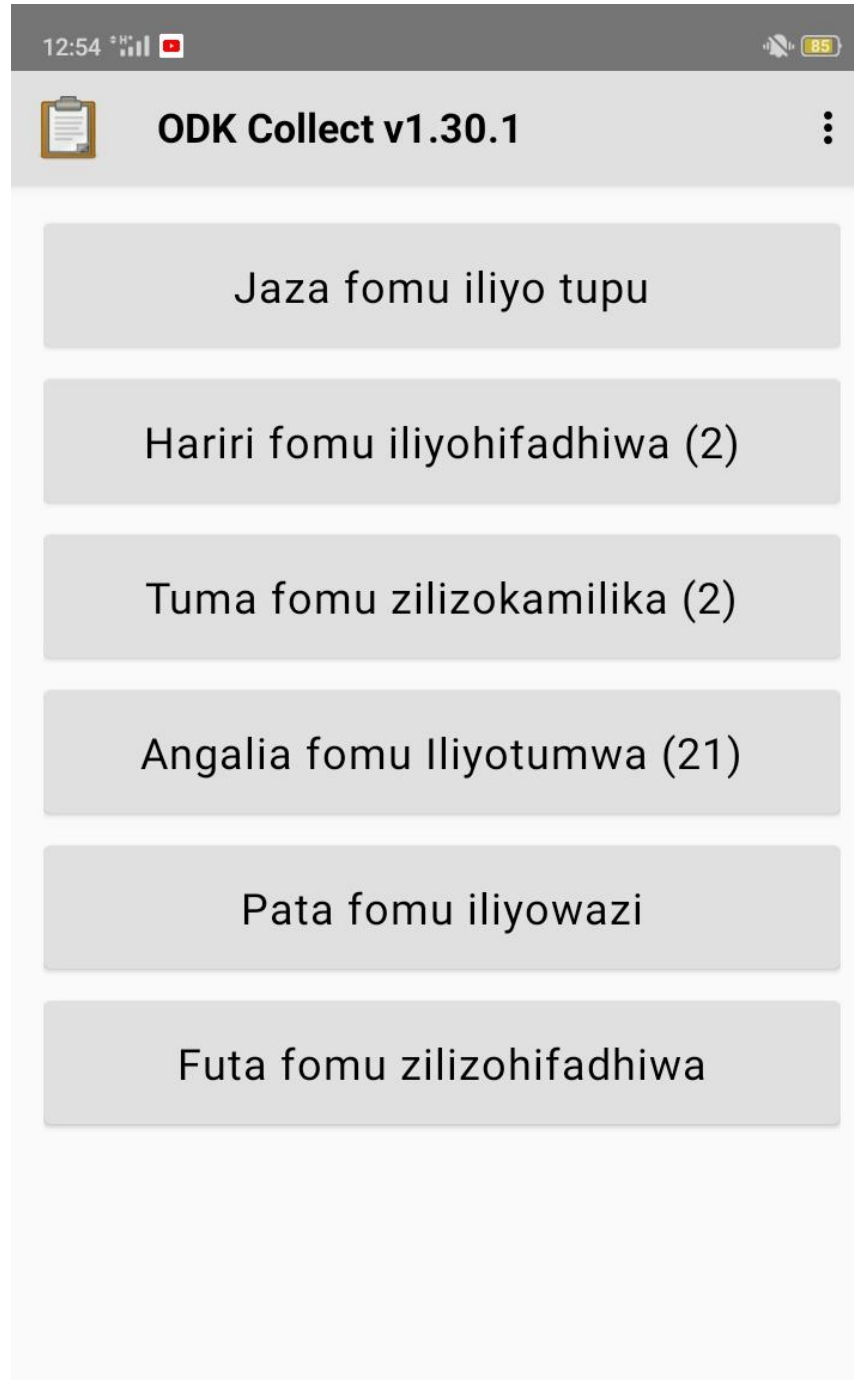 12:54
85
ODK Collect v1.30.1
Jaza fomu iliyo tupu
Hariri fomu iliyohifadhiwa (2)
Tuma fomu zilizokamilika (2)
Angalia fomu Iliyotumwa (21)
Pata fomu iliyowazi
Futa fomu zilizohifadhiwa